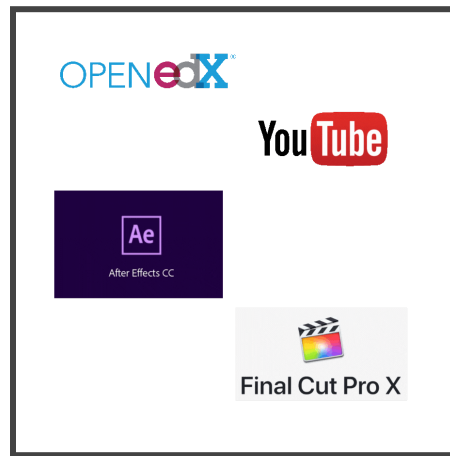 OPENedX®
YouTube
Ae
After Effects CC
Final Cut Pro X